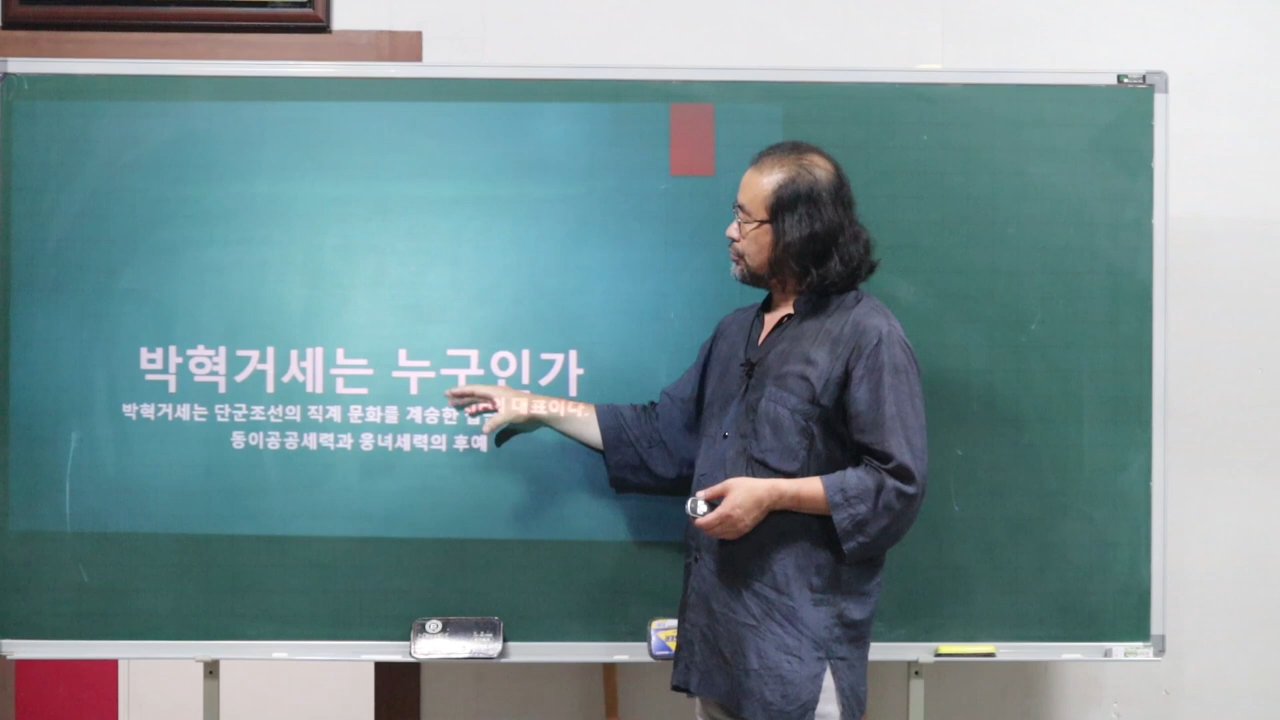 박혁거세는 누구인가
박혁거세는 단군조선의 직계 문화를 계승한 대표이다.
동이공공세력과 웅녀세력의 후예